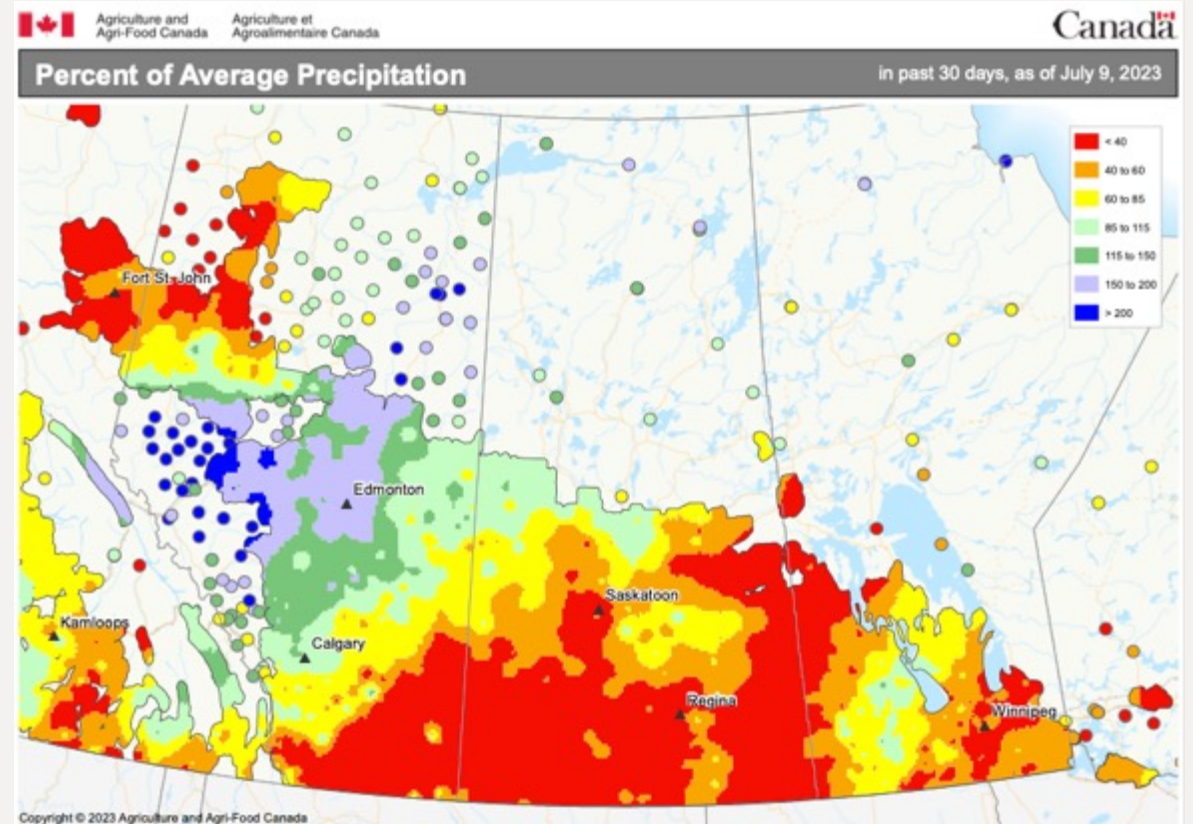 Agriculture and
Agri-Food Canada
Agriculture et
Agroalimentaire Canada
Canada
Percent of Average Precipitation
in past 30 days, as of July 9, 2023
< 40
40 to 60
60 to 85
85 to 115
115 to 150
150 to 200
> 200
Fort St. John
Edmonton
Saskatoon
Kamloops
Calgary
Regina
Winnipeg
Copyright © 2023 Agriculture and Agri-Food Canada